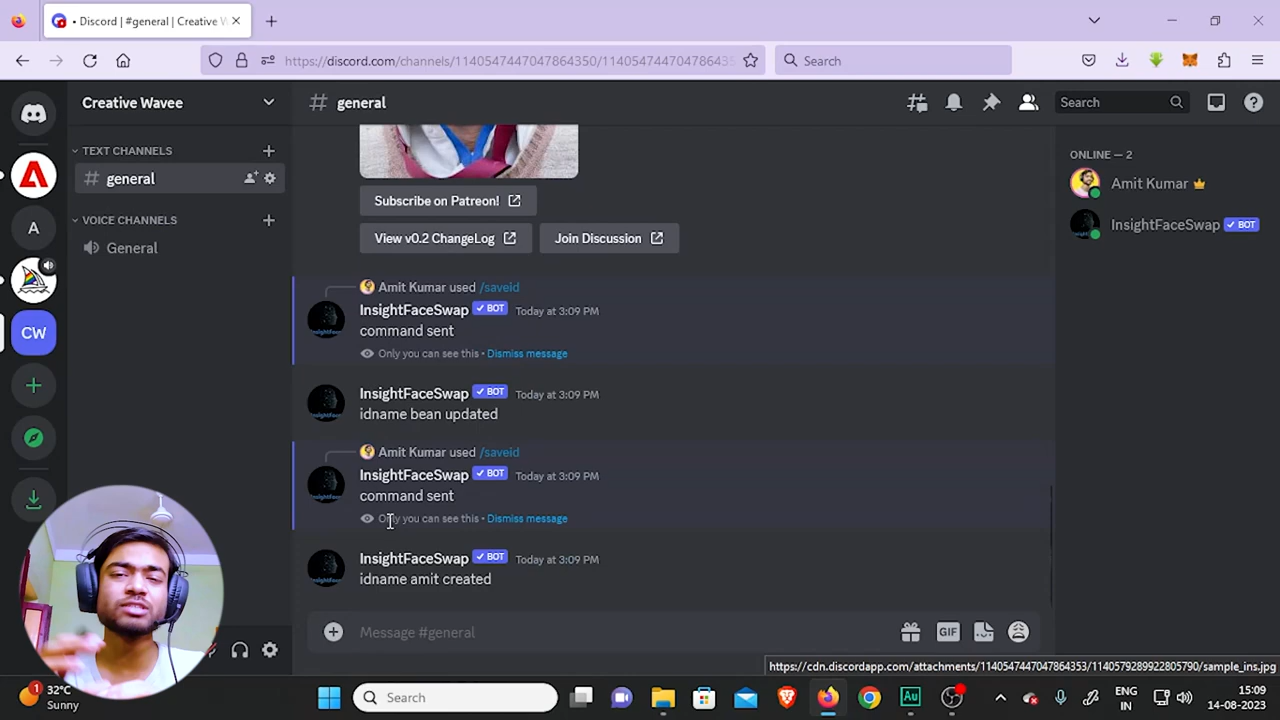 • Discord | #general | Creative W
https://discord.com/channels/1140547447047864350/114054744704786435
Search
Creative Wavee
general
Search
TEXT CHANNELS
general
VOICE CHANNELS
General
A
CW
Subscribe on Patreon!
View v0.2 ChangeLog
Join Discussion
Amit Kumar used /saveid
InsightFaceSwap ✓ BOT Today at 3:09 PM
command sent
Only you can see this • Dismiss message
InsightFaceSwap ✓ BOT Today at 3:09 PM
idname bean updated
Amit Kumar used /saveid
InsightFaceSwap ✓ BOT Today at 3:09 PM
command sent
Only you can see this • Dismiss message
InsightFaceSwap ✓ BOT Today at 3:09 PM
idname amit created
Message #general
GIF
ONLINE — 2
Amit Kumar
InsightFaceSwap ✓ BOT
https://cdn.discordapp.com/attachments/1140547447047864353/1140579289922805790/sample_ins.jpg
1
32°C
Sunny
Search
Au
ENG
IN
15:09
14-08-2023